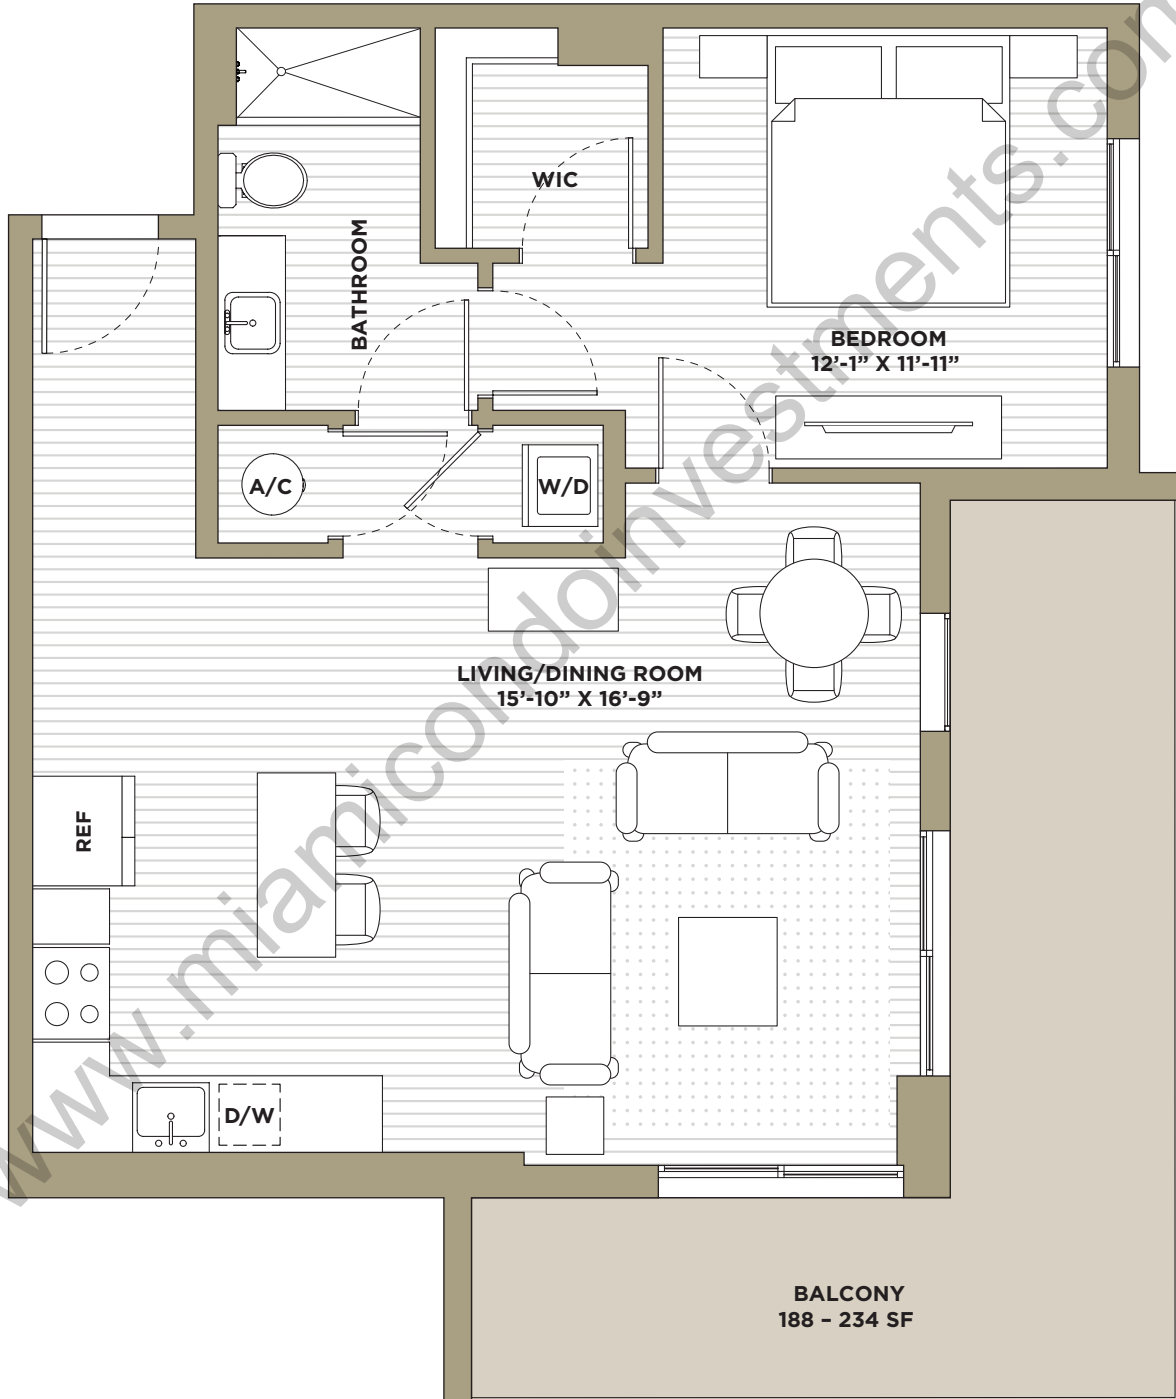 WIC
BATHROOM
BEDROOM
12’-1” X 11’-11”
A/C
W/D
LIVING/DINING ROOM
15’-10” X 16’-9”
REF
D/W
BALCONY
188 – 234 SF
www.miamicondoinvestments.com